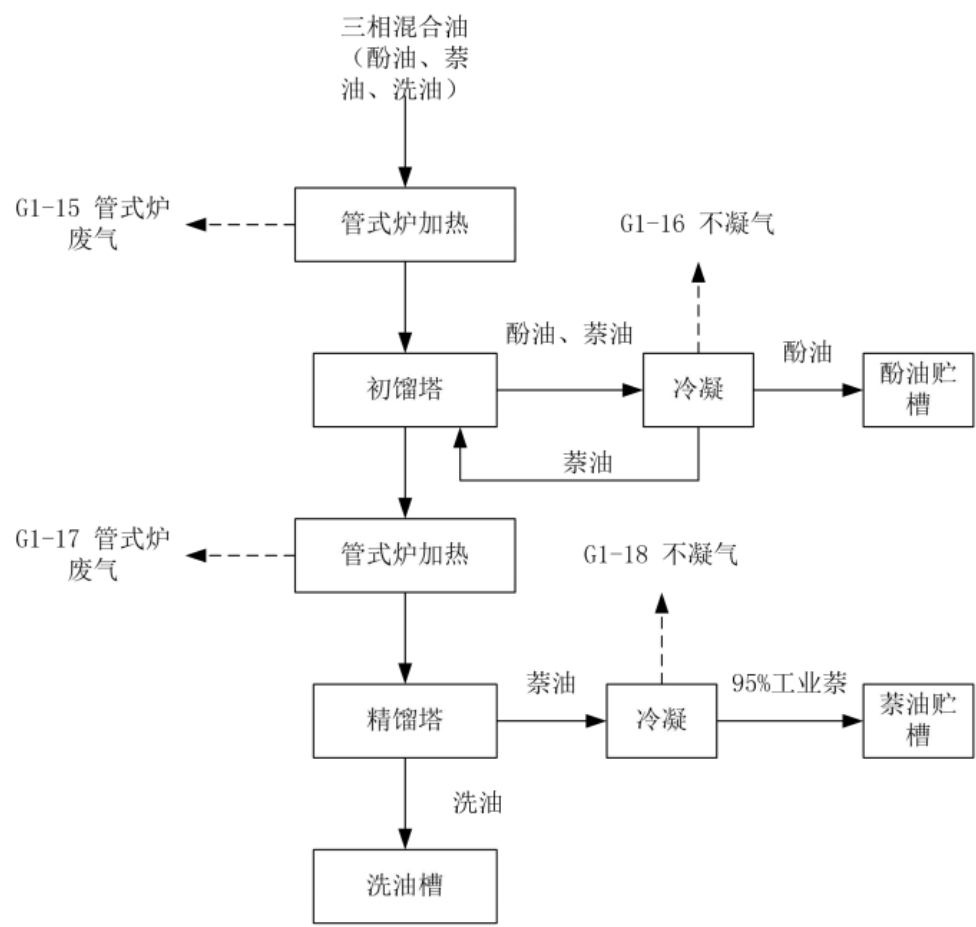 三相混合油
（酚油、萘
油、洗油）
G1-15 管式炉
废气
管式炉加热
G1-16 不凝气
酚油、萘油
酚油
初馏塔
冷凝
酚油贮
槽
萘油
G1-17 管式炉
废气
管式炉加热
G1-18 不凝气
萘油
95%工业萘
精馏塔
冷凝
萘油贮
槽
洗油
洗油槽